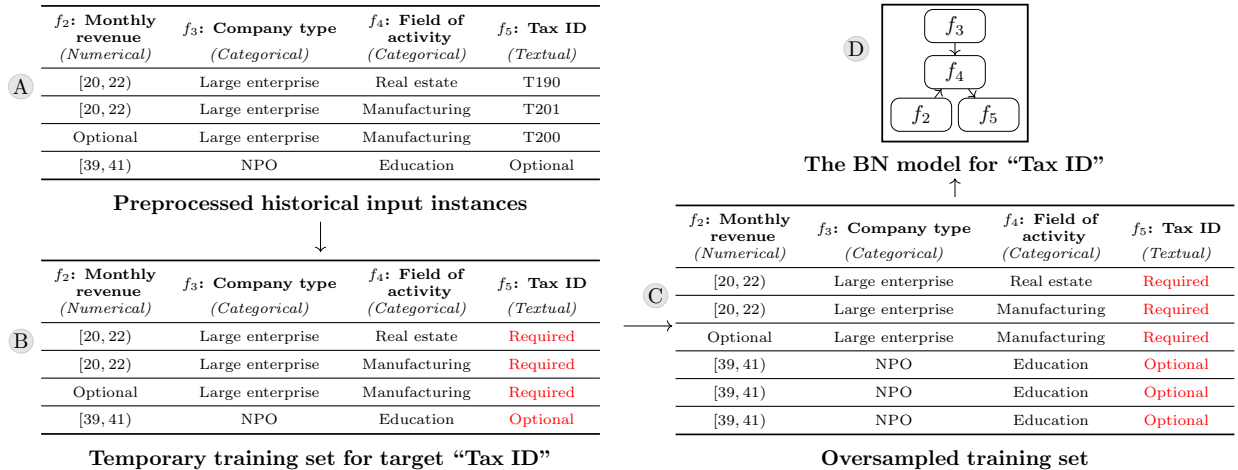 A
f2: Monthly revenue (Numerical) f3: Company type (Categorical) f4: Field of activity (Categorical) f5: Tax ID (Textual)
[20, 22) Large enterprise Real estate T190
[20, 22) Large enterprise Manufacturing T201
Optional Large enterprise Manufacturing T200
[39, 41) NPO Education Optional
Preprocessed historical input instances
B
f2: Monthly revenue (Numerical) f3: Company type (Categorical) f4: Field of activity (Categorical) f5: Tax ID (Textual)
[20, 22) Large enterprise Real estate Required
[20, 22) Large enterprise Manufacturing Required
Optional Large enterprise Manufacturing Required
[39, 41) NPO Education Optional
Temporary training set for target “Tax ID”
D
f3
f4
f2 f5
The BN model for “Tax ID”
C
f2: Monthly revenue (Numerical) f3: Company type (Categorical) f4: Field of activity (Categorical) f5: Tax ID (Textual)
[20, 22) Large enterprise Real estate Required
[20, 22) Large enterprise Manufacturing Required
Optional Large enterprise Manufacturing Required
[39, 41) NPO Education Optional
[39, 41) NPO Education Optional
[39, 41) NPO Education Optional
Oversampled training set